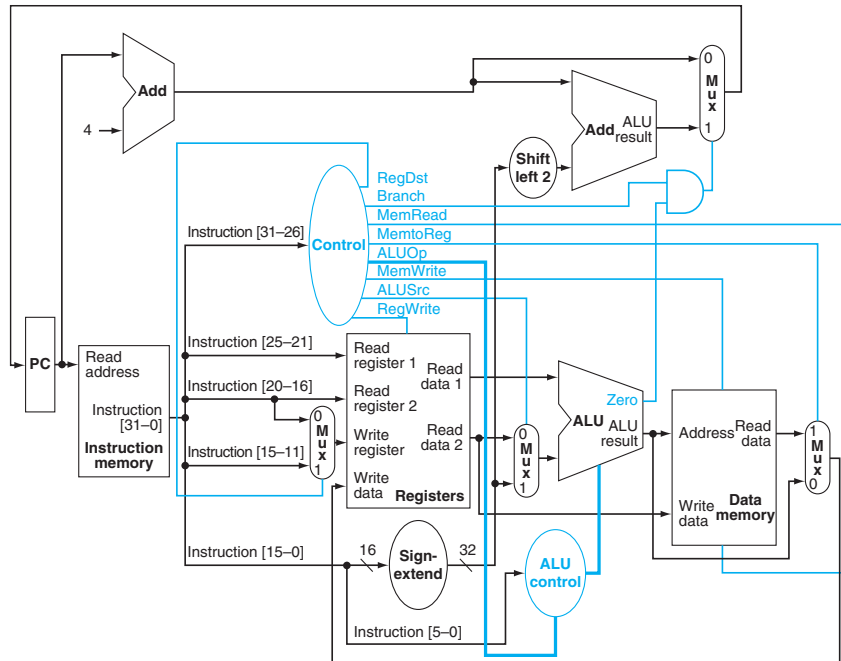 Add
4
0
M
u
x
1
Add
ALU
result
Shift
left 2
RegDst
Branch
MemRead
MemtoReg
ALUOp
MemWrite
ALUSrc
RegWrite
Control
Instruction [31–26]
Instruction [25–21]
Instruction [20–16]
Instruction [15–11]
Instruction [15–0]
Instruction [5–0]
PC
Read
address
Instruction
[31–0]
Instruction
memory
0
M
u
x
1
Read
register 1
Read
register 2
Write
register
Write
data
Read
data 1
Read
data 2
Registers
0
M
u
x
1
Zero
ALU
ALU
result
Address
Read
data
Write
data
Data
memory
1
M
u
x
0
16
Sign-
extend
32
ALU
control